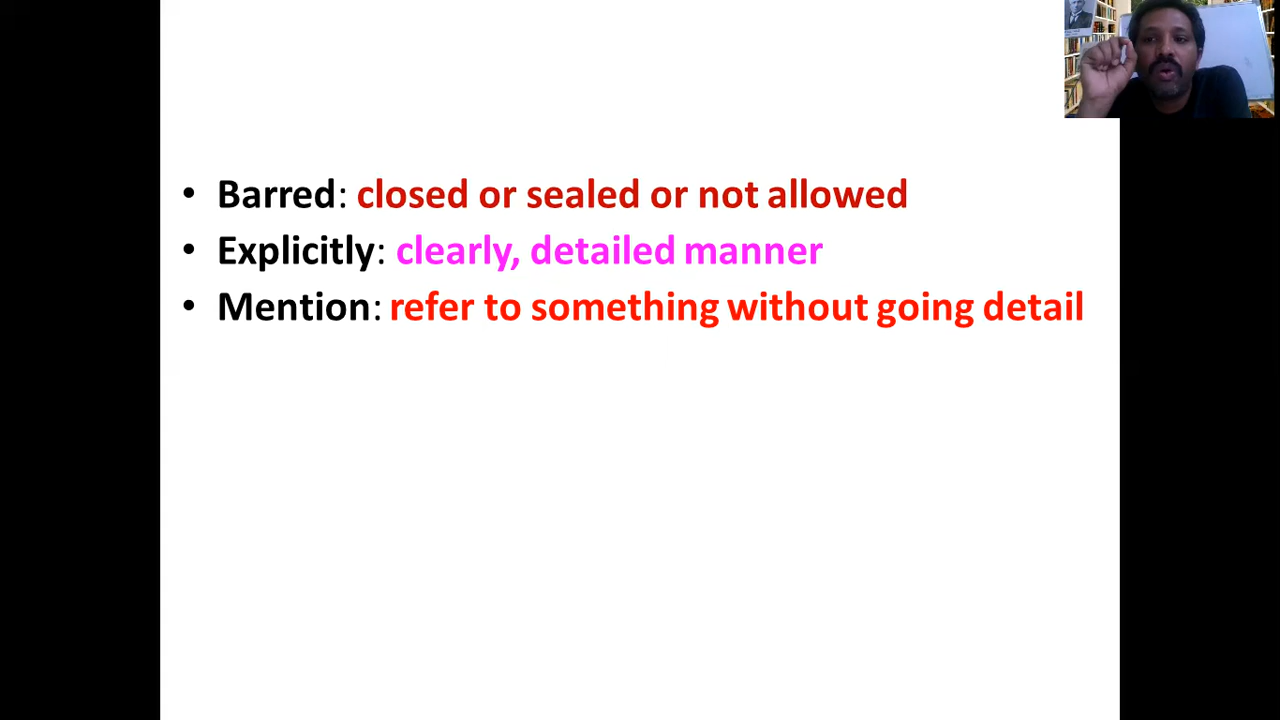 • Barred: closed or sealed or not allowed
• Explicitly: clearly, detailed manner
• Mention: refer to something without going detail